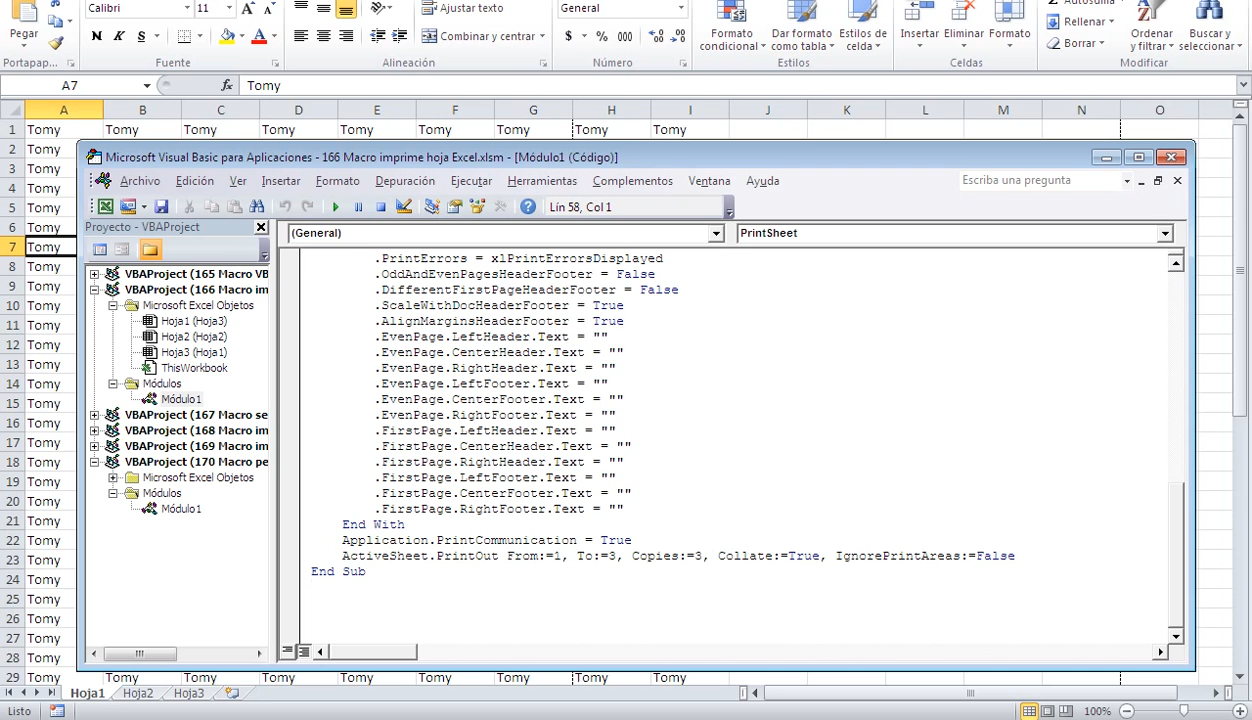 Calibri 11 Ajustar texto General Autosuma
Pegar N K S Combinar y centrar $ % 000 Formato condicional Dar formato como tabla Estilos de celda Insertar Eliminar Formato Rellenar Borrar Ordenar y filtrar Buscar y seleccionar
Portapap... Fuente Alineación Número Estilos Celdas Modificar
A7 fx Tomy
A B C D E F G H I J K L M N O
1 Tomy Tomy Tomy Tomy Tomy Tomy Tomy Tomy Tomy
2 Tomy
3 Tomy
4 Tomy
5 Tomy
6 Tomy
7 Tomy
8 Tomy
9 Tomy
10 Tomy
11 Tomy
12 Tomy
13 Tomy
14 Tomy
15 Tomy
16 Tomy
17 Tomy
18 Tomy
19 Tomy
20 Tomy
21 Tomy
22 Tomy
23 Tomy
24 Tomy
25 Tomy
26 Tomy
27 Tomy
28 Tomy
29 Tomy Tomy Tomy Tomy Tomy Tomy Tomy Tomy Tomy
Microsoft Visual Basic para Aplicaciones - 166 Macro imprime hoja Excel.xlsm - [Módulo1 (Código)]
Archivo Edición Ver Insertar Formato Depuración Ejecutar Herramientas Complementos Ventana Ayuda Escriba una pregunta
Lín 58, Col 1
Proyecto - VBAProject
VBAProject (165 Macro VB
VBAProject (166 Macro im
Microsoft Excel Objetos
Hoja1 (Hoja3)
Hoja2 (Hoja2)
Hoja3 (Hoja1)
ThisWorkbook
Módulos
Módulo1
VBAProject (167 Macro se
VBAProject (168 Macro im
VBAProject (169 Macro im
VBAProject (170 Macro pe
Microsoft Excel Objetos
Módulos
Módulo1
(General) PrintSheet
.PrintErrors = xlPrintErrorsDisplayed
.OddAndEvenPagesHeaderFooter = False
.DifferentFirstPageHeaderFooter = False
.ScaleWithDocHeaderFooter = True
.AlignMarginsHeaderFooter = True
.EvenPage.LeftHeader.Text = ""
.EvenPage.CenterHeader.Text = ""
.EvenPage.RightHeader.Text = ""
.EvenPage.LeftFooter.Text = ""
.EvenPage.CenterFooter.Text = ""
.EvenPage.RightFooter.Text = ""
.FirstPage.LeftHeader.Text = ""
.FirstPage.CenterHeader.Text = ""
.FirstPage.RightHeader.Text = ""
.FirstPage.LeftFooter.Text = ""
.FirstPage.CenterFooter.Text = ""
.FirstPage.RightFooter.Text = ""
End With
Application.PrintCommunication = True
ActiveSheet.PrintOut From:=1, To:=3, Copies:=3, Collate:=True, IgnorePrintAreas:=False
End Sub
Hoja1 Hoja2 Hoja3
Listo 100%